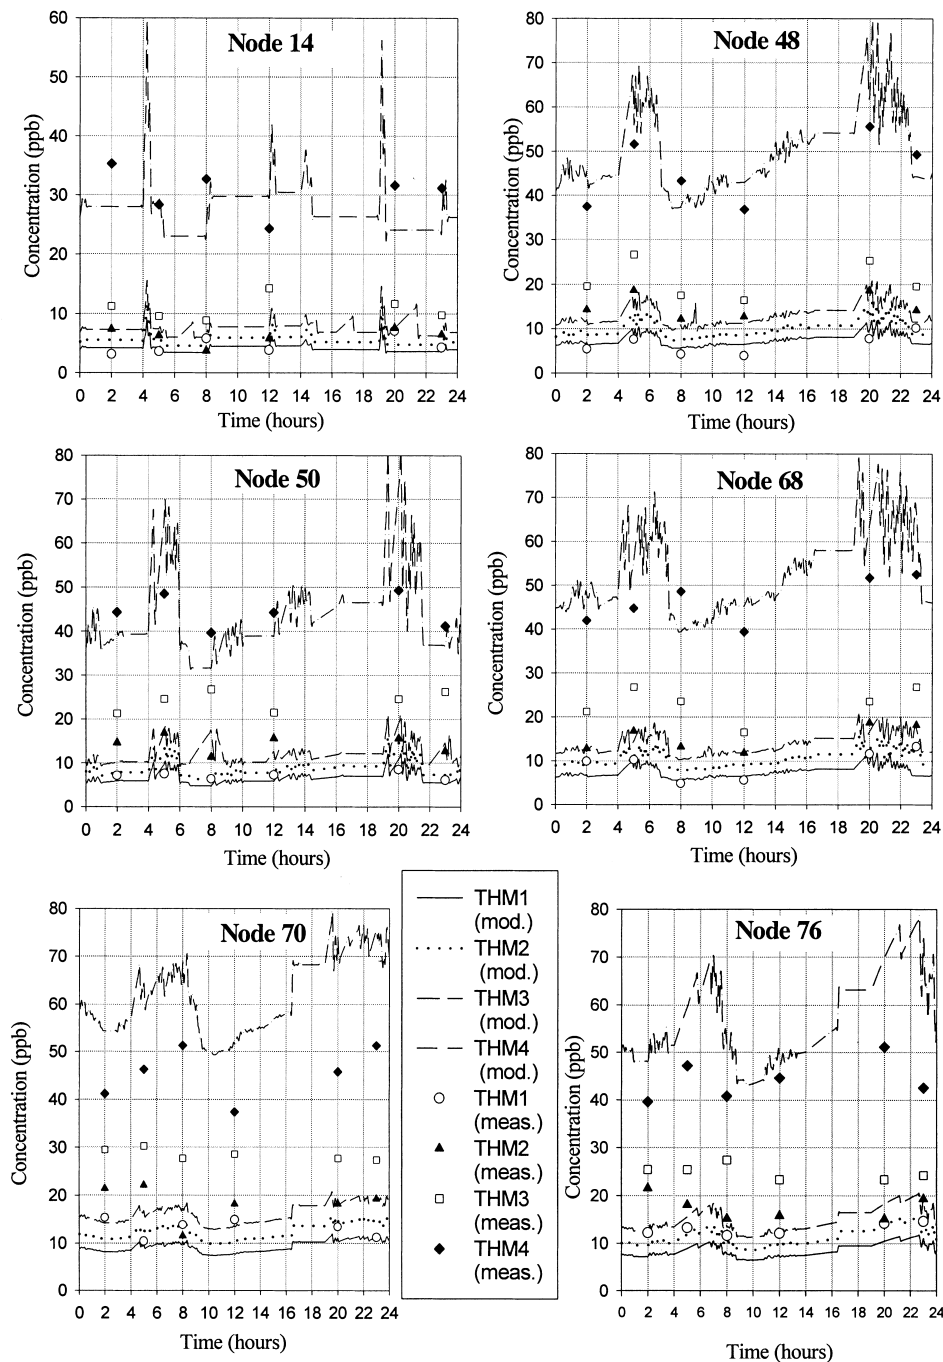 Node 14
Concentration (ppb)
60
50
40
30
20
10
0
0 2 4 6 8 10 12 14 16 18 20 22 24
Time (hours)
Node 48
Concentration (ppb)
80
70
60
50
40
30
20
10
0
0 2 4 6 8 10 12 14 16 18 20 22 24
Time (hours)
Node 50
Concentration (ppb)
80
70
60
50
40
30
20
10
0
0 2 4 6 8 10 12 14 16 18 20 22 24
Time (hours)
Node 68
Concentration (ppb)
80
70
60
50
40
30
20
10
0
0 2 4 6 8 10 12 14 16 18 20 22 24
Time (hours)
Node 70
Concentration (ppb)
80
70
60
50
40
30
20
10
0
0 2 4 6 8 10 12 14 16 18 20 22 24
Time (hours)
THM1
(mod.)
THM2
(mod.)
THM3
(mod.)
THM4
(mod.)
THM1
(meas.)
THM2
(meas.)
THM3
(meas.)
THM4
(meas.)
Node 76
Concentration (ppb)
80
70
60
50
40
30
20
10
0
0 2 4 6 8 10 12 14 16 18 20 22 24
Time (hours)